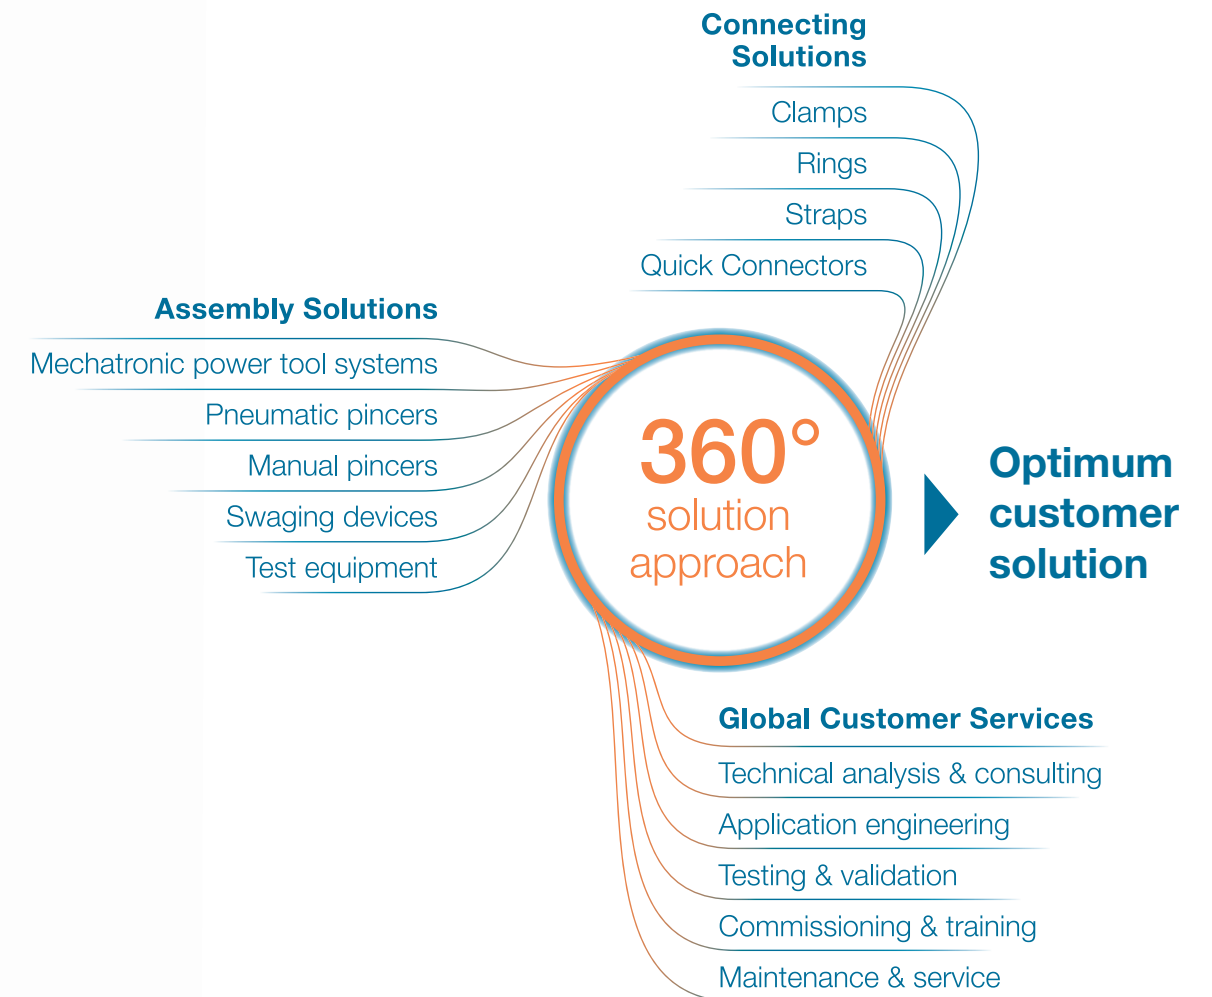 Connecting
Solutions
Clamps
Rings
Straps
Quick Connectors
Assembly Solutions
Mechatronic power tool systems
Pneumatic pincers
Manual pincers
Swaging devices
Test equipment
360°
solution
approach
Optimum
customer
solution
Global Customer Services
Technical analysis & consulting
Application engineering
Testing & validation
Commissioning & training
Maintenance & service